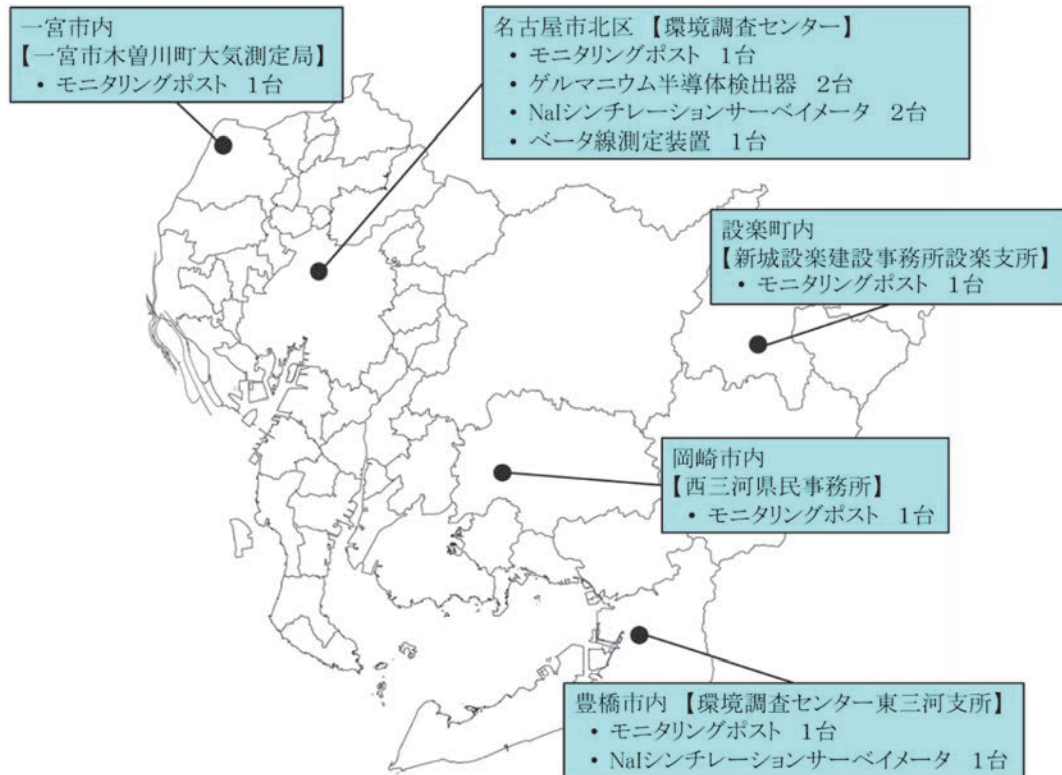 一宮市内
【一宮市木曽川町大気測定局】
• モニタリングポスト 1台
名古屋市北区 【環境調査センター】
• モニタリングポスト 1台
• ゲルマニウム半導体検出器 2台
• NaIシンチレーションサーベイメータ 2台
• ベータ線測定装置 1台
設楽町内
【新城設楽建設事務所設楽支所】
• モニタリングポスト 1台
岡崎市内
【西三河県民事務所】
• モニタリングポスト 1台
豊橋市内 【環境調査センター東三河支所】
• モニタリングポスト 1台
• NaIシンチレーションサーベイメータ 1台